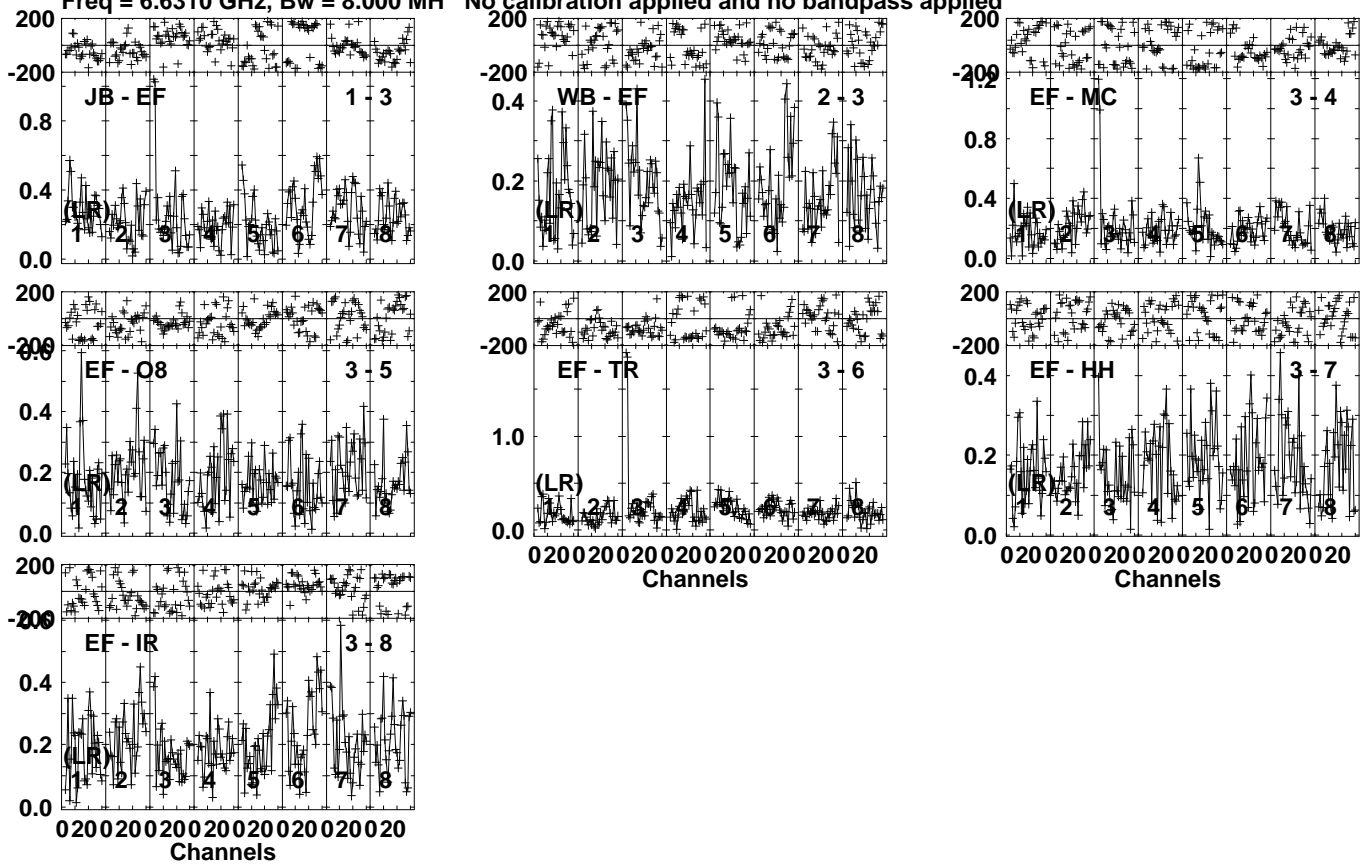 Freq = 6.6310 GHz, Bw = 8.000 MH No calibration applied and no bandpass applied
200
-200
JB - EF 1 - 3
0.8
0.4
0.0
(LR)
1 2 3 4 5 6 7 8
200
-200
WB - EF 2 - 3
0.4
0.2
0.0
(LR)
1 2 3 4 5 6 7 8
200
-200
1.2
EF - MC 3 - 4
0.8
0.4
0.0
(LR)
1 2 3 4 5 6 7 8
200
-200
0.6
EF - O8 3 - 5
0.4
0.2
0.0
(LR)
1 2 3 4 5 6 7 8
200
-200
EF - TR 3 - 6
1.0
0.0
(LR)
1 2 3 4 5 6 7 8
0 20 0 20 0 20 0 20 0 20 0 20 0 20 0 20
Channels
200
-200
EF - HH 3 - 7
0.4
0.2
0.0
(LR)
1 2 3 4 5 6 7 8
0 20 0 20 0 20 0 20 0 20 0 20 0 20 0 20
Channels
200
-200
0.6
EF - IR 3 - 8
0.4
0.2
0.0
(LR)
1 2 3 4 5 6 7 8
0 20 0 20 0 20 0 20 0 20 0 20 0 20 0 20
Channels